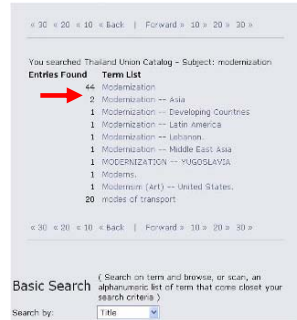 « 30 « 20 « 10 « Back | Forward » 10 » 20 » 30 »
You searched Thailand Union Catalog - Subject: modernization
Entries Found Term List
44 Modernization
2 Modernization -- Asia
1 Modernization -- Developing Countries
1 Modernization -- Latin America
1 Modernization -- Lebanon.
1 Modernization -- Middle East Asia
1 MODERNIZATION -- YUGOSLAVIA
1 Moderns.
1 Modernism (Art) -- United States.
20 modes of transport
« 30 « 20 « 10 « Back | Forward » 10 » 20 » 30 »
Basic Search ( Search on term and browse, or scan, an
alphanumeric list of term that come closet your
search criteria )
Search by: Title